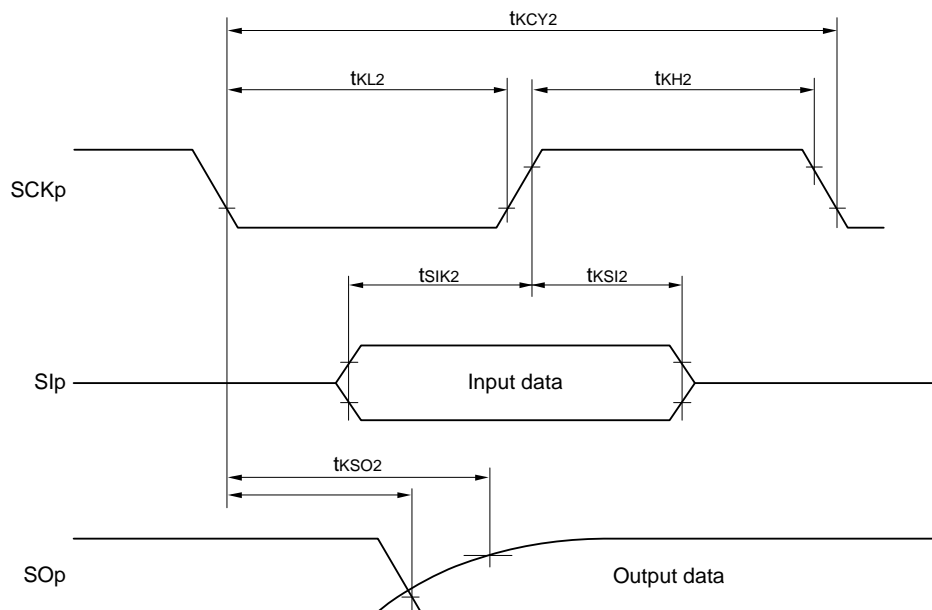 tKCY2
tKL2
tKH2
SCKp
tSIK2
tKSI2
SIp
Input data
tKSO2
SOp
Output data